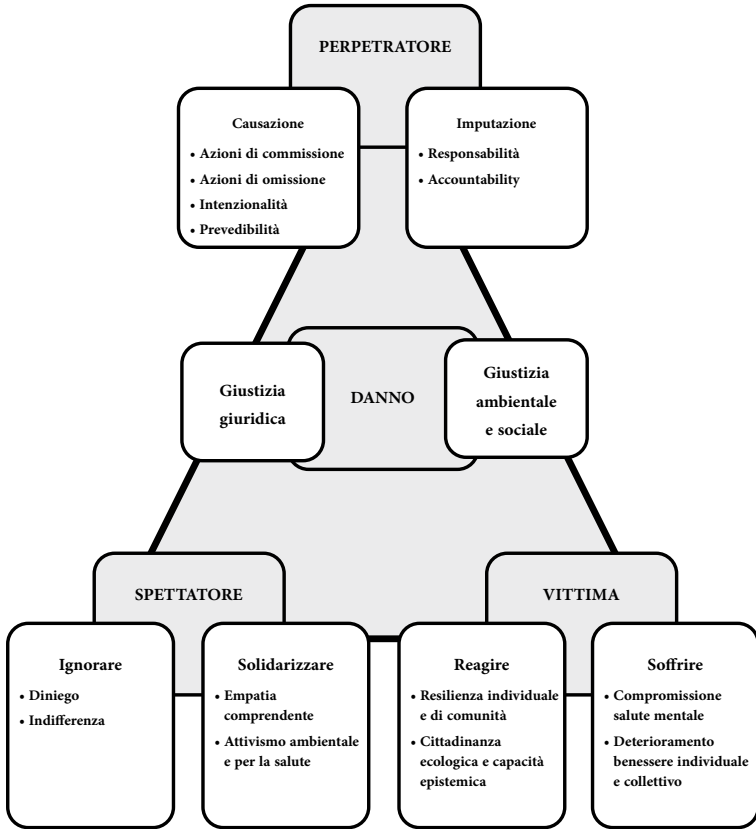 PERPETRATORE
Causazione
• Azioni di commissione
• Azioni di omissione
• Intenzionalità
• Prevedibilità
Imputazione
• Responsabilità
• Accountability
Giustizia
giuridica
DANNO
Giustizia
ambientale
e sociale
SPETTATORE
Ignorare
• Diniego
• Indifferenza
Solidarizzare
• Empatia
comprendente
• Attivismo ambientale
e per la salute
VITTIMA
Reagire
• Resilienza individuale
e di comunità
• Cittadinanza
ecologica e capacità
epistemica
Soffrire
• Compromissione
salute mentale
• Deterioramento
benessere individuale
e collettivo